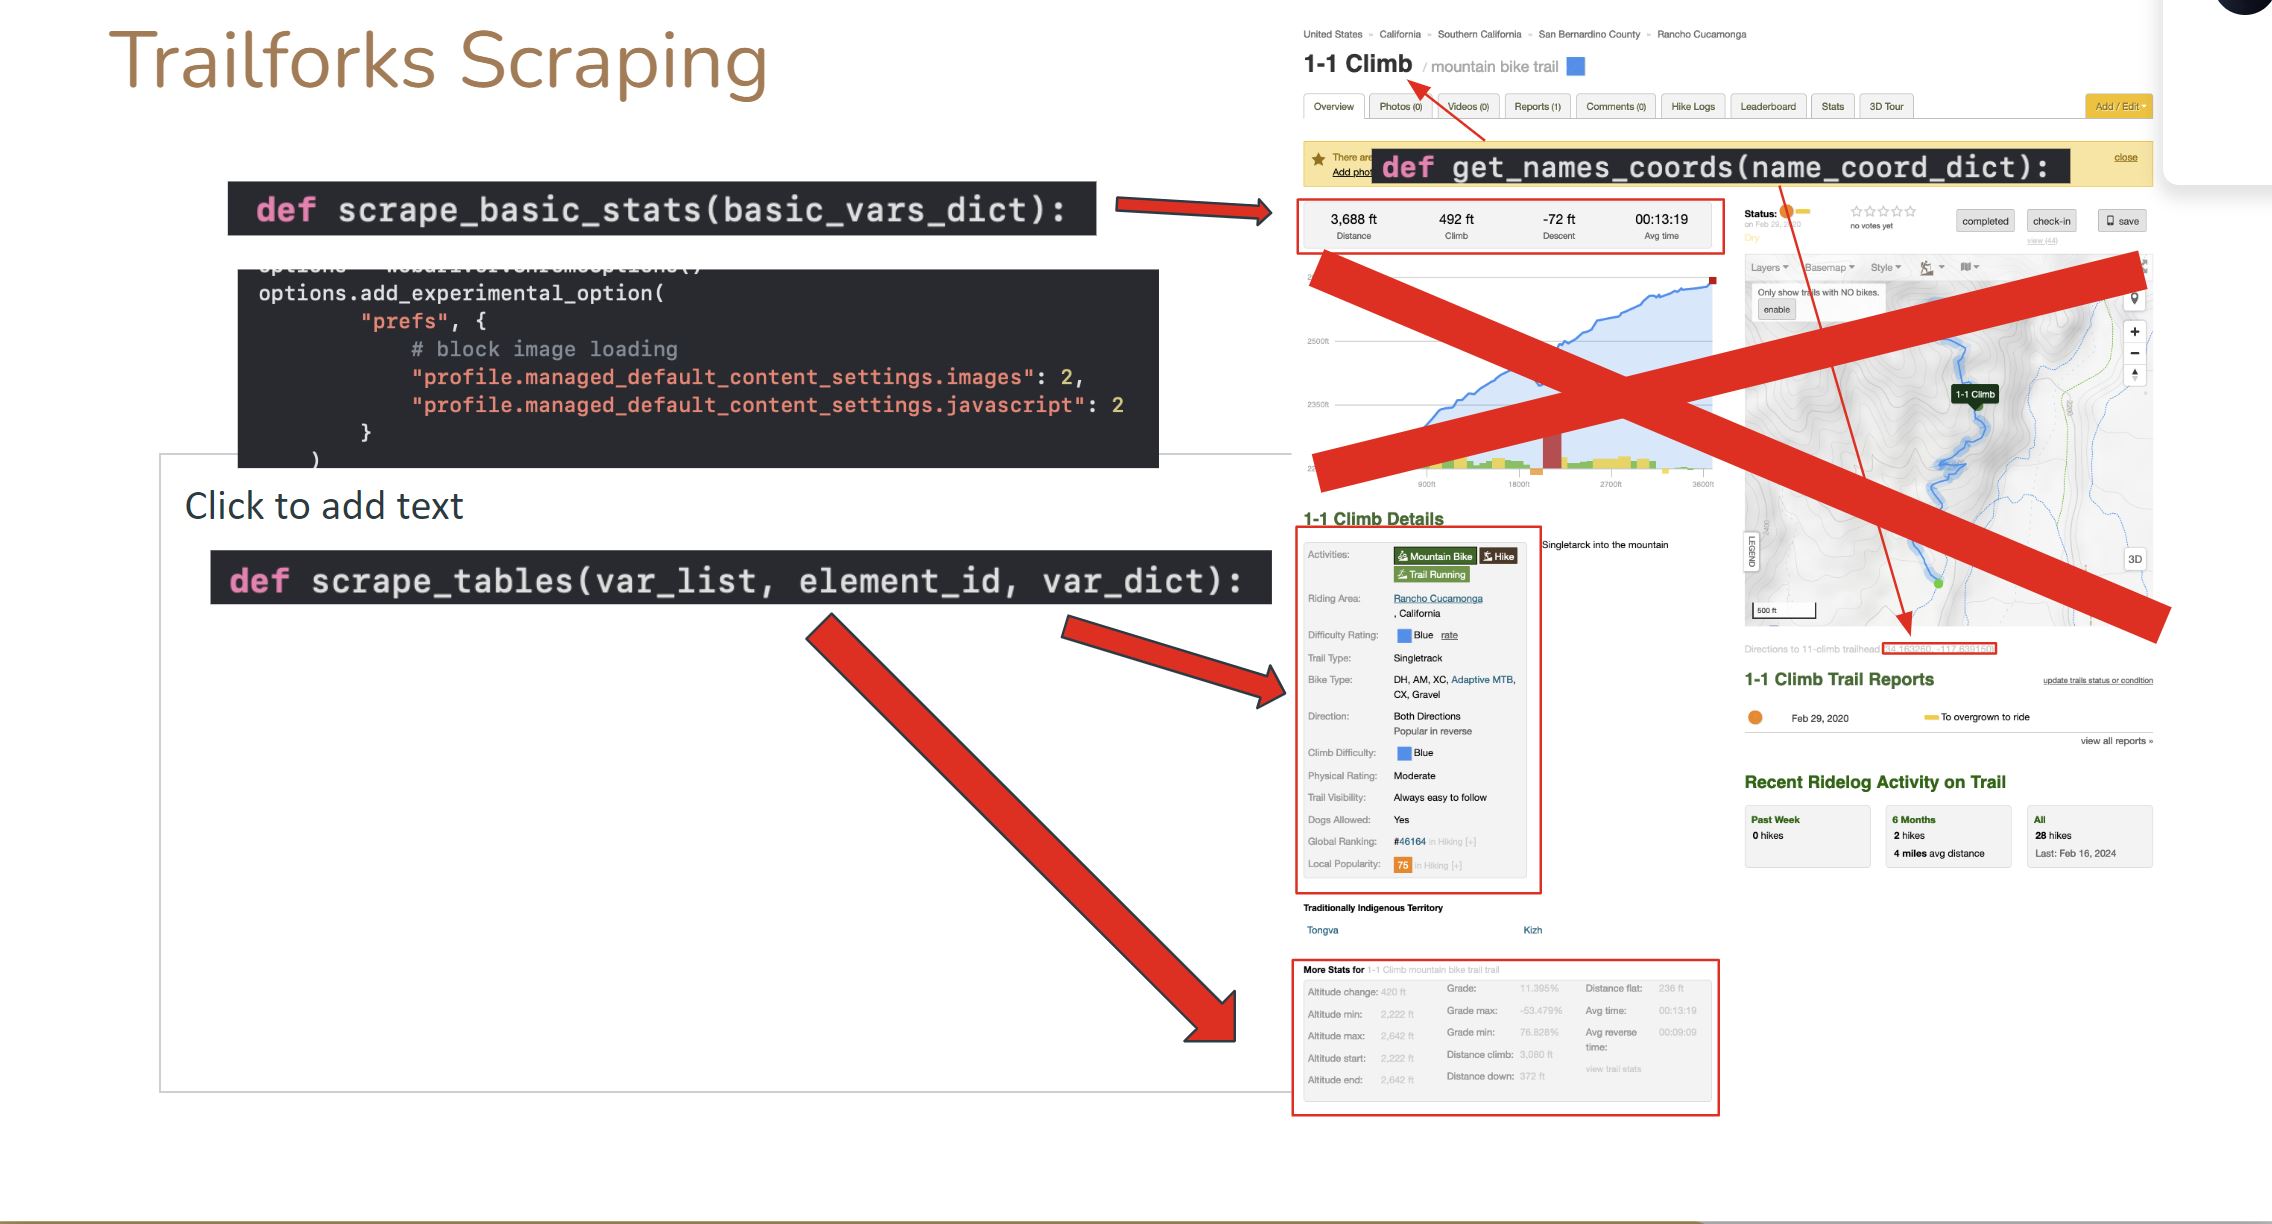 Trailforks Scraping
def scrape_basic_stats(basic_vars_dict):
options.add_experimental_option(
"prefs", {
# block image loading
"profile.managed_default_content_settings.images": 2,
"profile.managed_default_content_settings.javascript": 2
}
)
Click to add text
def scrape_tables(var_list, element_id, var_dict):
United States » California » Southern California » San Bernardino County » Rancho Cucamonga
1-1 Climb / mountain bike trail
Overview Photos (0) Videos (0) Reports (1) Comments (0) Hike Logs Leaderboard Stats 3D Tour Add / Edit
There are
Add phot
close
def get_names_coords(name_coord_dict):
3,688 ft 492 ft -72 ft 00:13:19
Distance Climb Descent Avg time
2500ft
2350ft
900ft 1800ft 2700ft 3600ft
Status:
on Feb 29, 2020
Dry
no votes yet
completed check-in save
view (44)
Layers Basemap Style
Only show trails with NO bikes.
enable
1-1 Climb
2200
2400
LEGEND
3D
500 ft
Directions to 11-climb trailhead
1-1 Climb Details
Singletarck into the mountain
Activities: Mountain Bike Hike
Trail Running
Riding Area: Rancho Cucamonga
, California
Difficulty Rating: Blue rate
Trail Type: Singletrack
Bike Type: DH, AM, XC, Adaptive MTB,
CX, Gravel
Direction: Both Directions
Popular in reverse
Climb Difficulty: Blue
Physical Rating: Moderate
Trail Visibility: Always easy to follow
Dogs Allowed: Yes
Global Ranking: #46164 in Hiking [+]
Local Popularity: 75 in Hiking [+]
Traditionally Indigenous Territory
Tongva Kizh
More Stats for 1-1 Climb mountain bike trail trail
Altitude change: 420 ft
Altitude min: 2,222 ft
Altitude max: 2,642 ft
Altitude start: 2,222 ft
Altitude end: 2,642 ft
Grade: 11.395%
Grade max: -53.479%
Grade min: 76.828%
Distance climb: 3,080 ft
Distance down: 372 ft
Distance flat: 236 ft
Avg time: 00:13:19
Avg reverse 00:09:09
time:
view trail stats
1-1 Climb Trail Reports
update trails status or condition
Feb 29, 2020 To overgrown to ride
view all reports »
Recent Ridelog Activity on Trail
Past Week
0 hikes
6 Months
2 hikes
4 miles avg distance
All
28 hikes
Last: Feb 16, 2024